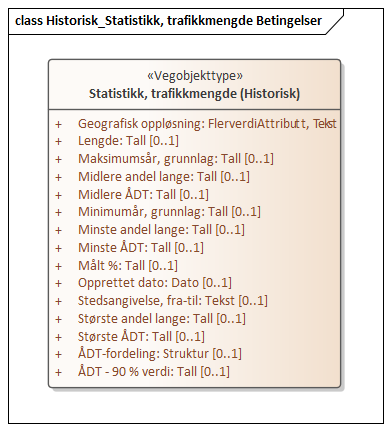 class Historisk_Statistikk, trafikkmengde Betingelser
«Vegobjekttype»
Statistikk, trafikkmengde (Historisk)
+ Geografisk oppløsning: FlerverdiAttributt, Tekst
+ Lengde: Tall [0..1]
+ Maksimumsår, grunnlag: Tall [0..1]
+ Midlere andel lange: Tall [0..1]
+ Midlere ÅDT: Tall [0..1]
+ Minimumår, grunnlag: Tall [0..1]
+ Minste andel lange: Tall [0..1]
+ Minste ÅDT: Tall [0..1]
+ Målt %: Tall [0..1]
+ Opprettet dato: Dato [0..1]
+ Stedsangivelse, fra-til: Tekst [0..1]
+ Største andel lange: Tall [0..1]
+ Største ÅDT: Tall [0..1]
+ ÅDT-fordeling: Struktur [0..1]
+ ÅDT - 90 % verdi: Tall [0..1]